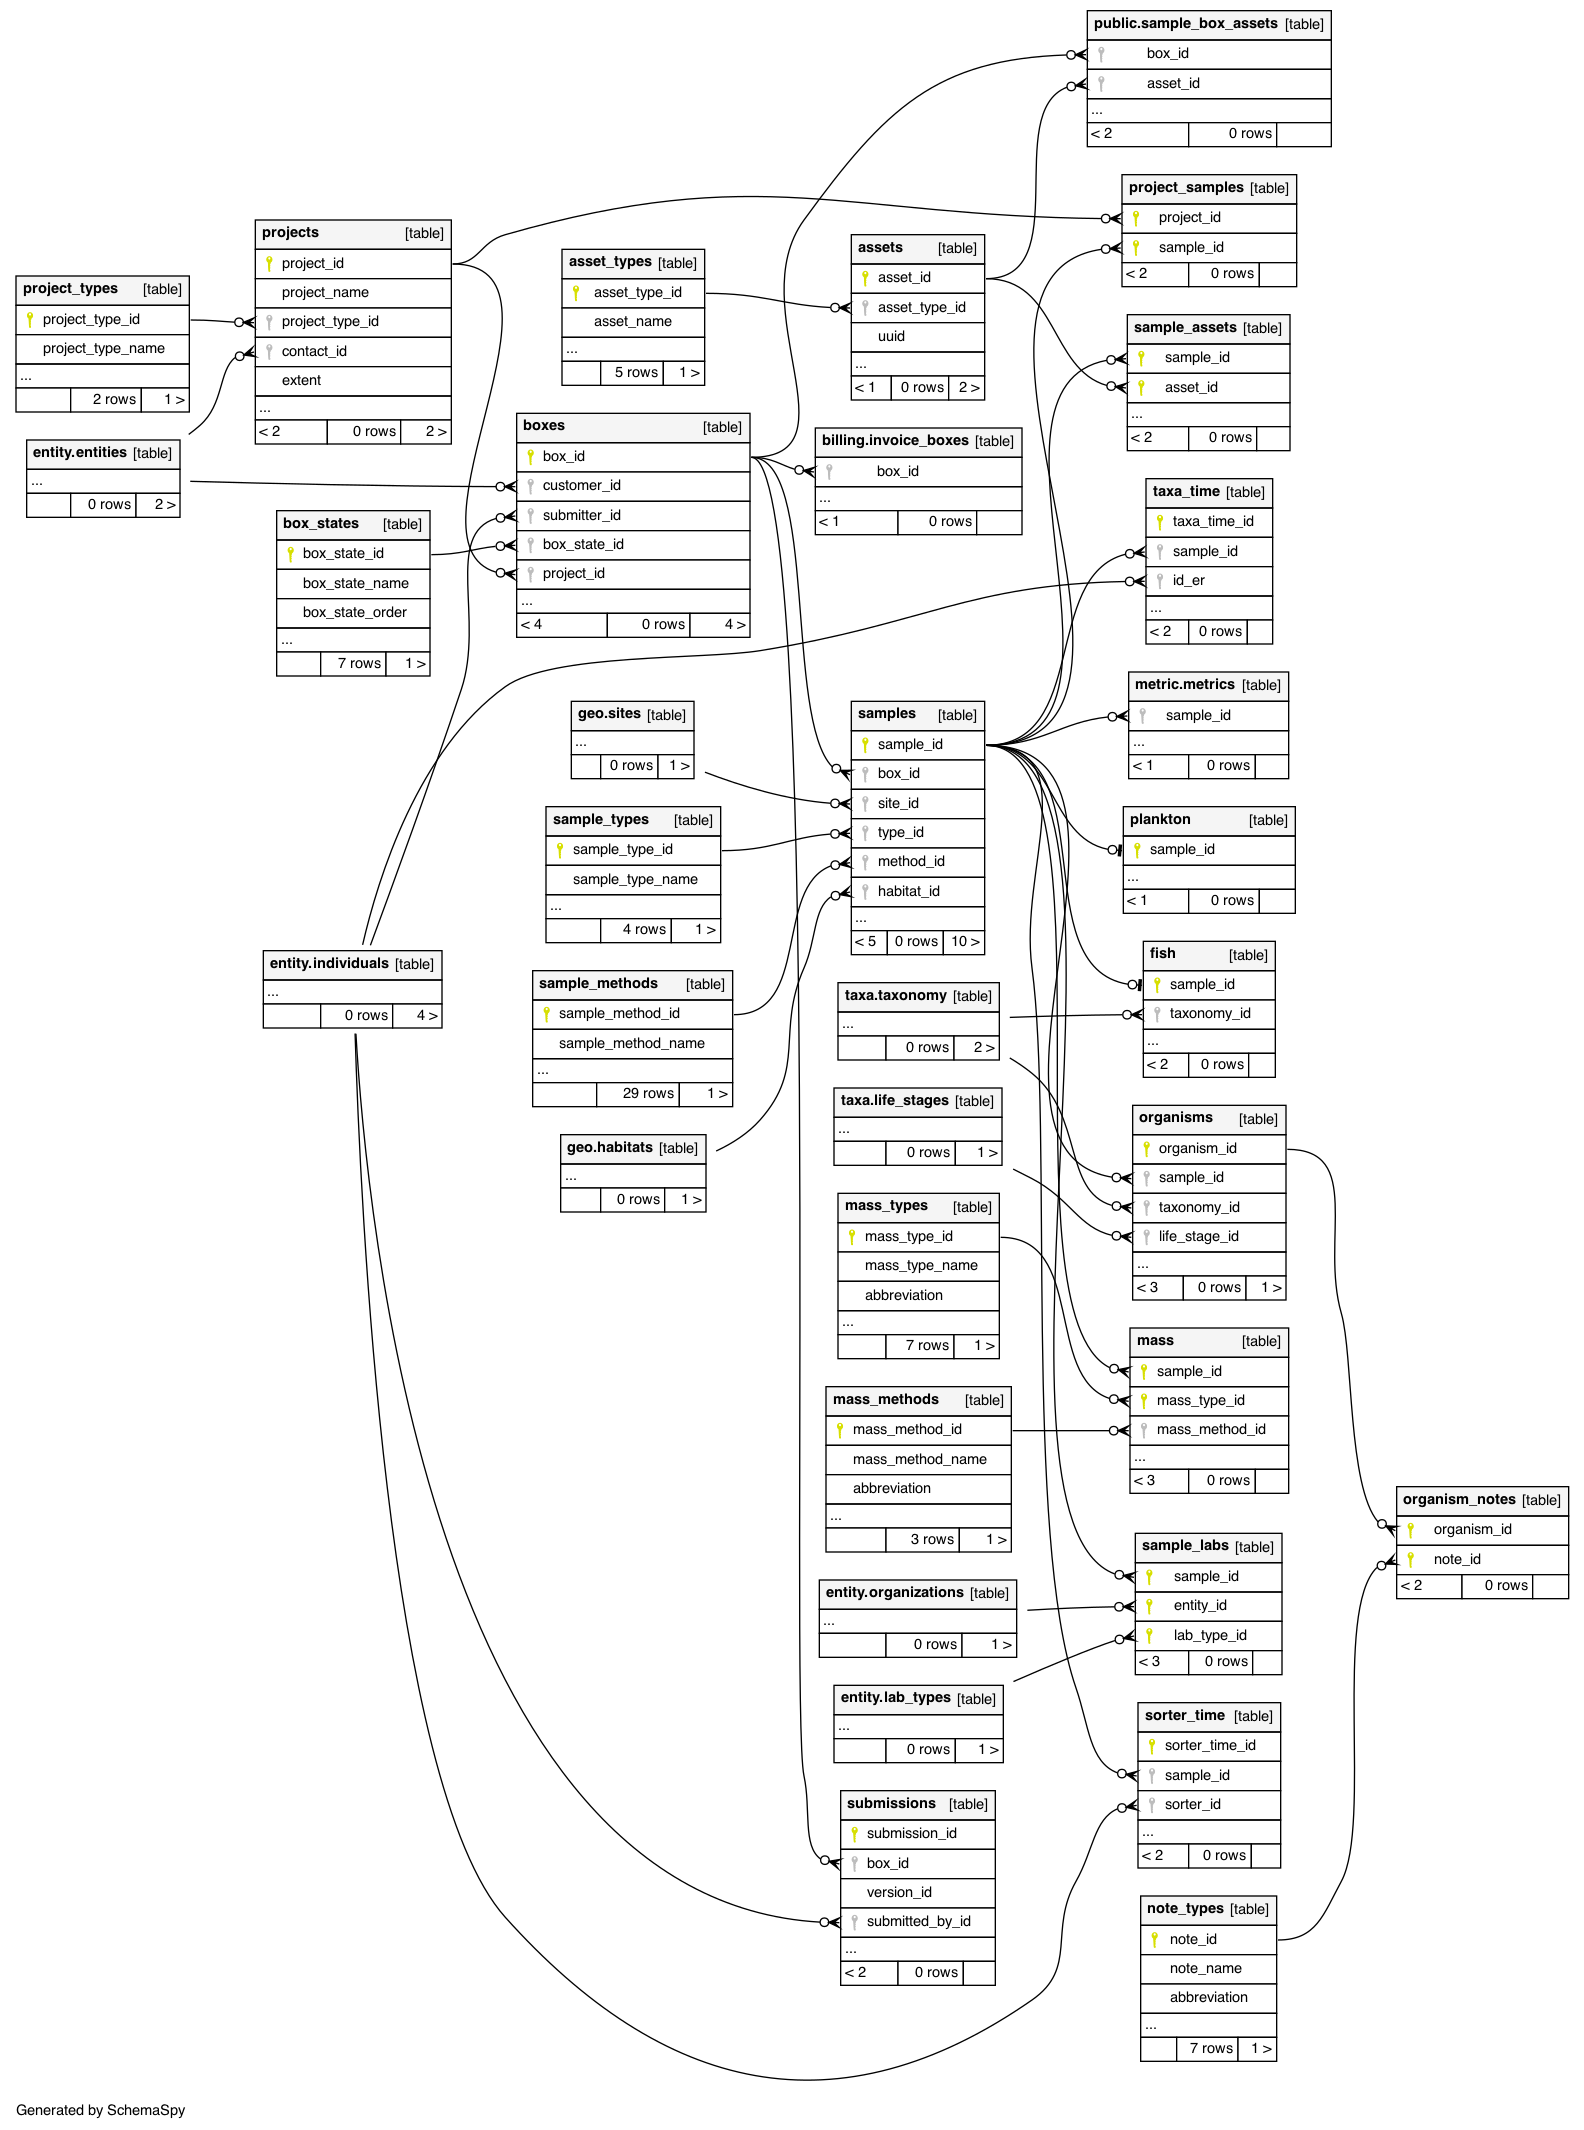 public.sample_box_assets [table]
box_id
asset_id
...
< 2 0 rows
project_samples [table]
project_id
sample_id
< 2 0 rows
projects [table]
project_id
project_name
project_type_id
contact_id
extent
...
< 2 0 rows 2 >
asset_types [table]
asset_type_id
asset_name
...
5 rows 1 >
assets [table]
asset_id
asset_type_id
uuid
...
< 1 0 rows 2 >
project_types [table]
project_type_id
project_type_name
...
2 rows 1 >
sample_assets [table]
sample_id
asset_id
...
< 2 0 rows
entity.entities [table]
...
0 rows 2 >
boxes [table]
box_id
customer_id
submitter_id
box_state_id
project_id
...
< 4 0 rows 4 >
billing.invoice_boxes [table]
box_id
...
< 1 0 rows
box_states [table]
box_state_id
box_state_name
box_state_order
...
7 rows 1 >
taxa_time [table]
taxa_time_id
sample_id
id_er
...
< 2 0 rows
metric.metrics [table]
sample_id
...
< 1 0 rows
geo.sites [table]
...
0 rows 1 >
samples [table]
sample_id
box_id
site_id
type_id
method_id
habitat_id
...
< 5 0 rows 10 >
sample_types [table]
sample_type_id
sample_type_name
...
4 rows 1 >
plankton [table]
sample_id
...
< 1 0 rows
entity.individuals [table]
...
0 rows 4 >
sample_methods [table]
sample_method_id
sample_method_name
...
29 rows 1 >
fish [table]
sample_id
taxonomy_id
...
< 2 0 rows
taxa.taxonomy [table]
...
0 rows 2 >
taxa.life_stages [table]
...
0 rows 1 >
geo.habitats [table]
...
0 rows 1 >
organisms [table]
organism_id
sample_id
taxonomy_id
life_stage_id
...
< 3 0 rows 1 >
mass_types [table]
mass_type_id
mass_type_name
abbreviation
...
7 rows 1 >
mass [table]
sample_id
mass_type_id
mass_method_id
...
< 3 0 rows
mass_methods [table]
mass_method_id
mass_method_name
abbreviation
...
3 rows 1 >
organism_notes [table]
organism_id
note_id
< 2 0 rows
sample_labs [table]
sample_id
entity_id
lab_type_id
< 3 0 rows
entity.organizations [table]
...
0 rows 1 >
entity.lab_types [table]
...
0 rows 1 >
sorter_time [table]
sorter_time_id
sample_id
sorter_id
...
< 2 0 rows
submissions [table]
submission_id
box_id
version_id
submitted_by_id
...
< 2 0 rows
note_types [table]
note_id
note_name
abbreviation
...
7 rows 1 >
Generated by SchemaSpy